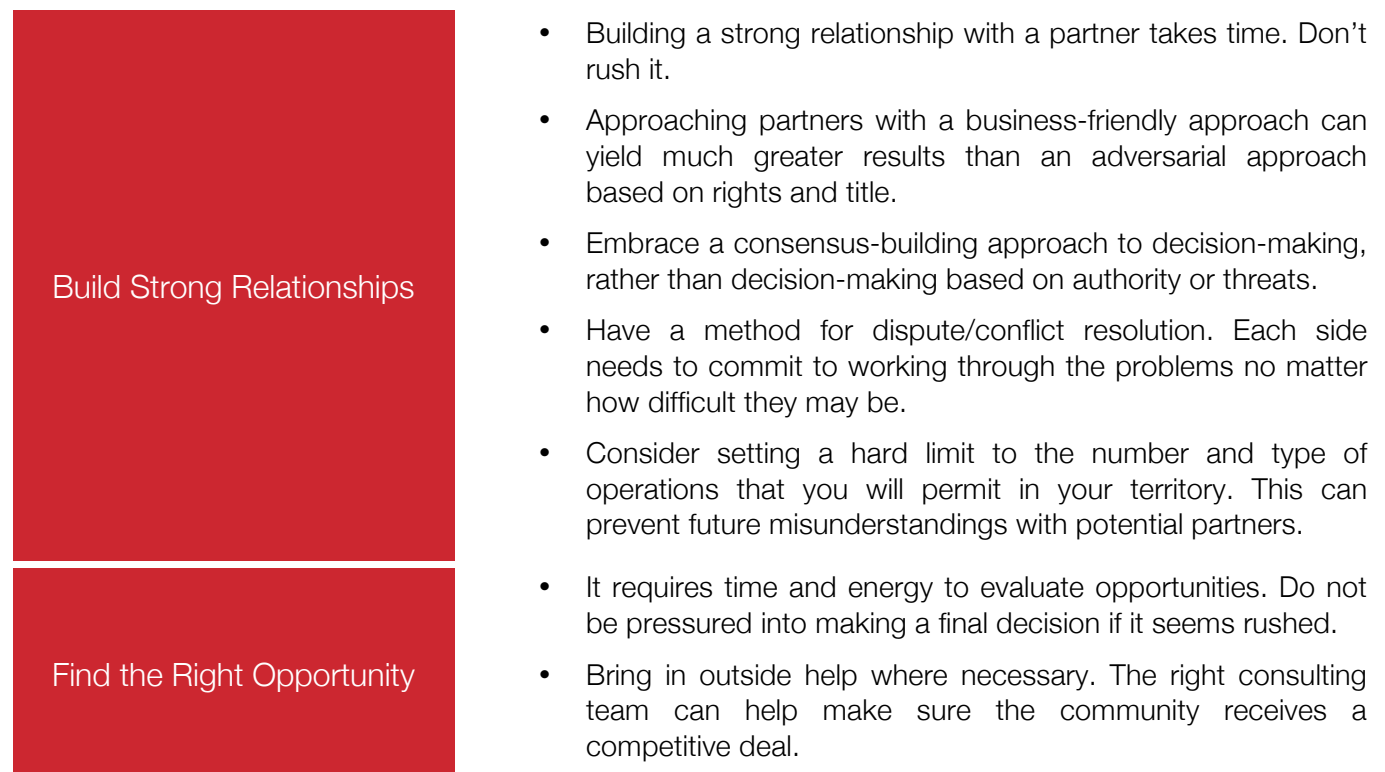 Build Strong Relationships
• Building a strong relationship with a partner takes time. Don’t
rush it.
• Approaching partners with a business-friendly approach can
yield much greater results than an adversarial approach
based on rights and title.
• Embrace a consensus-building approach to decision-making,
rather than decision-making based on authority or threats.
• Have a method for dispute/conflict resolution. Each side
needs to commit to working through the problems no matter
how difficult they may be.
• Consider setting a hard limit to the number and type of
operations that you will permit in your territory. This can
prevent future misunderstandings with potential partners.
Find the Right Opportunity
• It requires time and energy to evaluate opportunities. Do not
be pressured into making a final decision if it seems rushed.
• Bring in outside help where necessary. The right consulting
team can help make sure the community receives a
competitive deal.